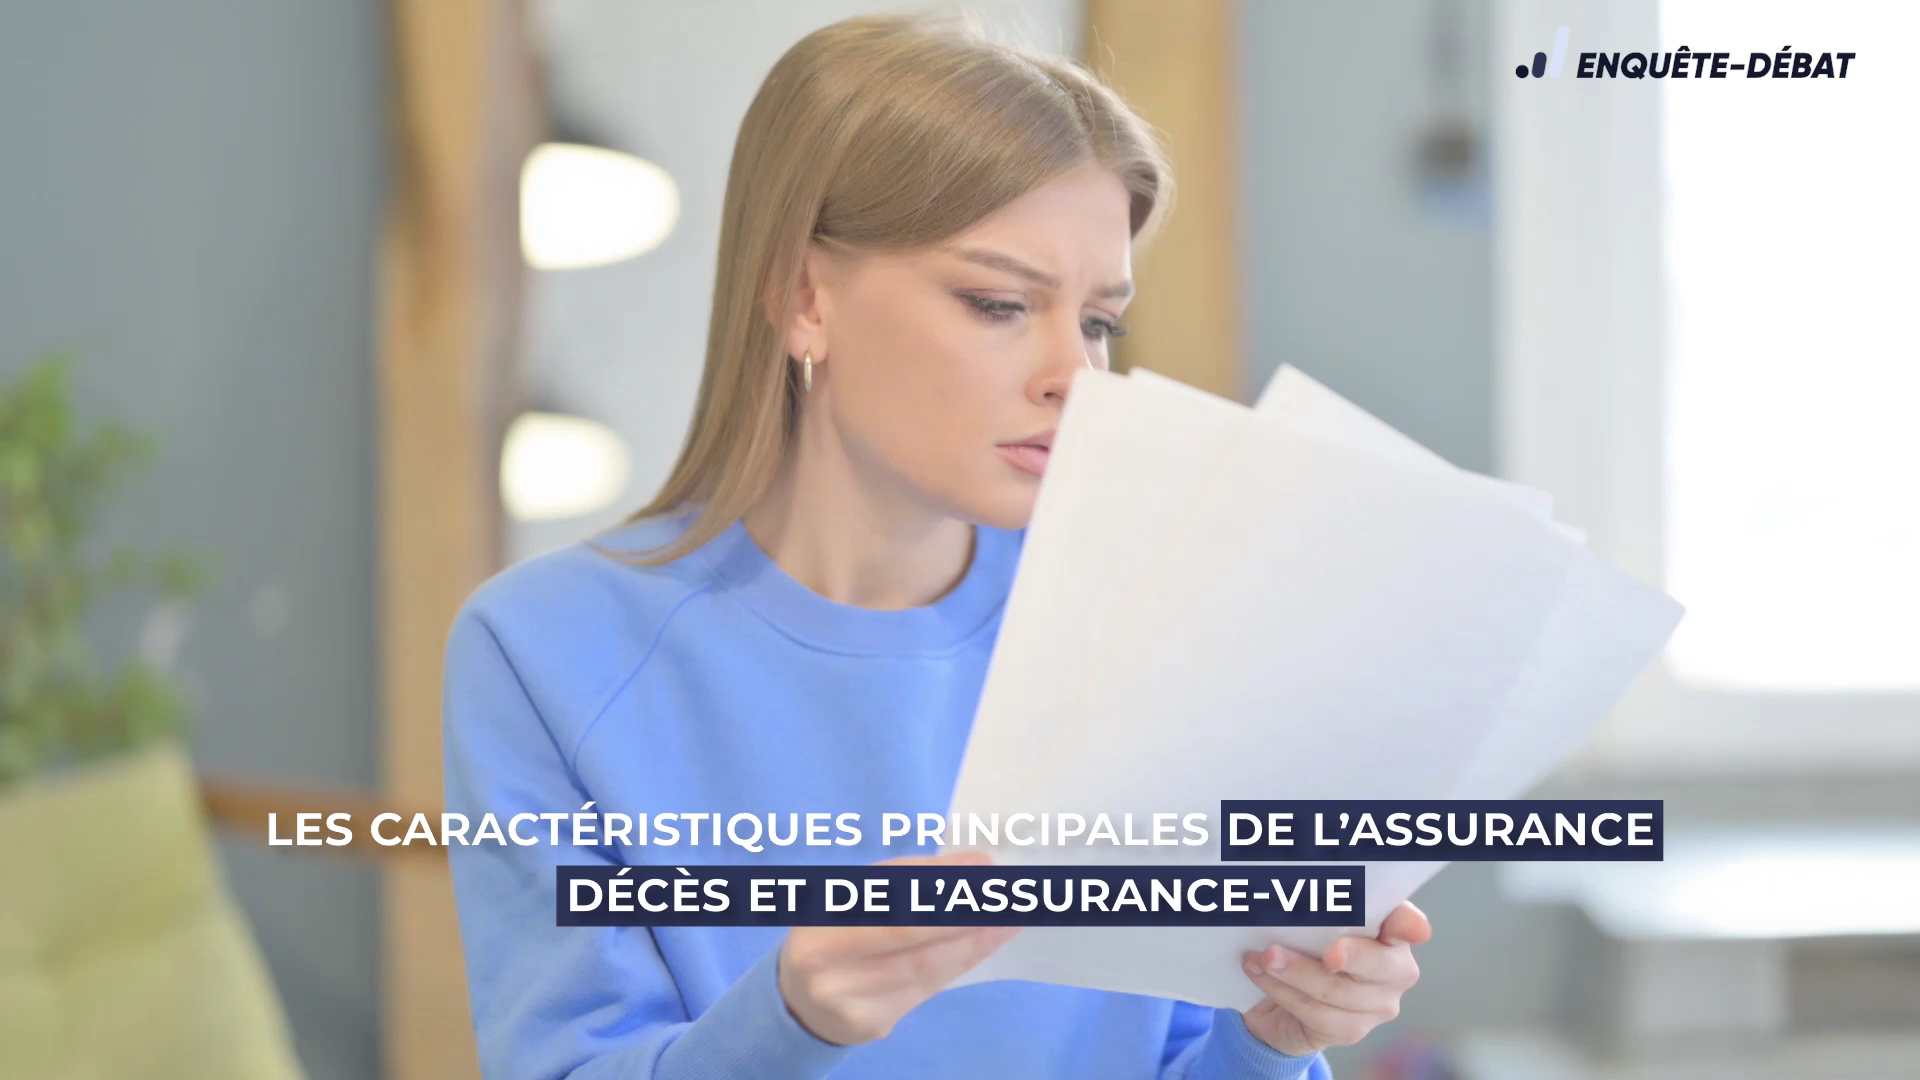 ENQUÊTE-DÉBAT
LES CARACTÉRISTIQUES PRINCIPALES DE L’ASSURANCE
DÉCÈS ET DE L’ASSURANCE-VIE